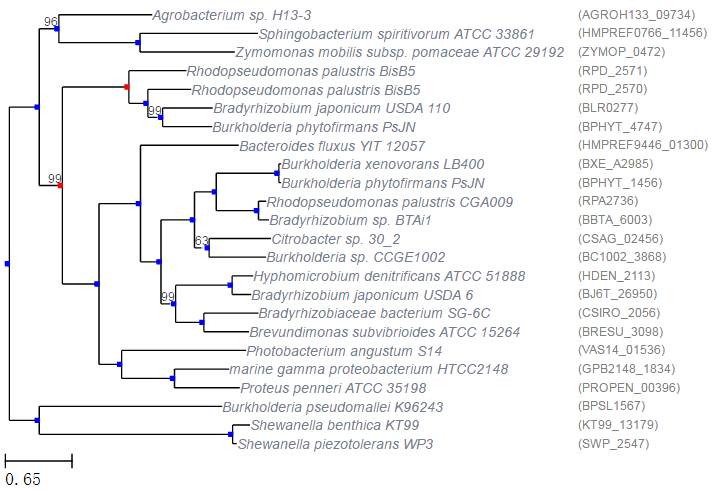 96 Agrobacterium sp. H13-3 (AGROH133_09734)
Sphingobacterium spiritivorum ATCC 33861 (HMPREF0766_11456)
Zymomonas mobilis subsp. pomaceae ATCC 29192 (ZYMOP_0472)
Rhodopseudomonas palustris BisB5 (RPD_2571)
Rhodopseudomonas palustris BisB5 (RPD_2570)
99 Bradyrhizobium japonicum USDA 110 (BLR0277)
Burkholderia phytofirmans PsJN (BPHYT_4747)
Bacteroides fluxus YIT 12057 (HMPREF9446_01300)
Burkholderia xenovorans LB400 (BXE_A2985)
99 Burkholderia phytofirmans PsJN (BPHYT_1456)
Rhodopseudomonas palustris CGA009 (RPA2736)
Bradyrhizobium sp. BTAi1 (BBTA_6003)
63 Citrobacter sp. 30_2 (CSAG_02456)
Burkholderia sp. CCGE1002 (BC1002_3868)
Hyphomicrobium denitrificans ATCC 51888 (HDEN_2113)
99 Bradyrhizobium japonicum USDA 6 (BJ6T_26950)
Bradyrhizobiaceae bacterium SG-6C (CSIRO_2056)
Brevundimonas subvibrioides ATCC 15264 (BRESU_3098)
Photobacterium angustum S14 (VAS14_01536)
marine gamma proteobacterium HTCC2148 (GPB2148_1834)
Proteus penneri ATCC 35198 (PROPEN_00396)
Burkholderia pseudomallei K96243 (BPSL1567)
Shewanella benthica KT99 (KT99_13179)
Shewanella piezotolerans WP3 (SWP_2547)
0.65